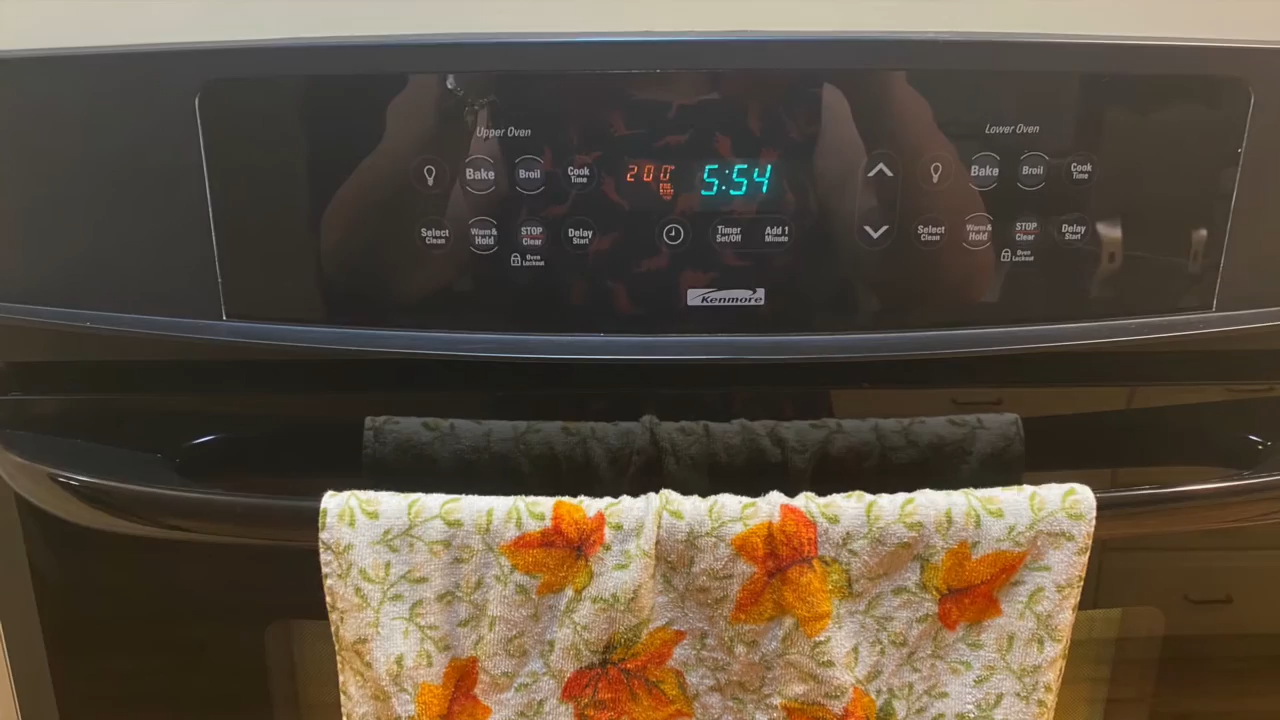 Upper Oven
Lower Oven
Bake
Broil
Cook
Time
200°
5:54
Bake
Broil
Cook
Time
Select
Clean
Warm &
Hold
STOP
Clear
Delay
Start
Timer
Set/Off
Add 1
Minute
Select
Clean
Warm &
Hold
STOP
Clear
Delay
Start
Oven
Lockout
Oven
Lockout
Kenmore